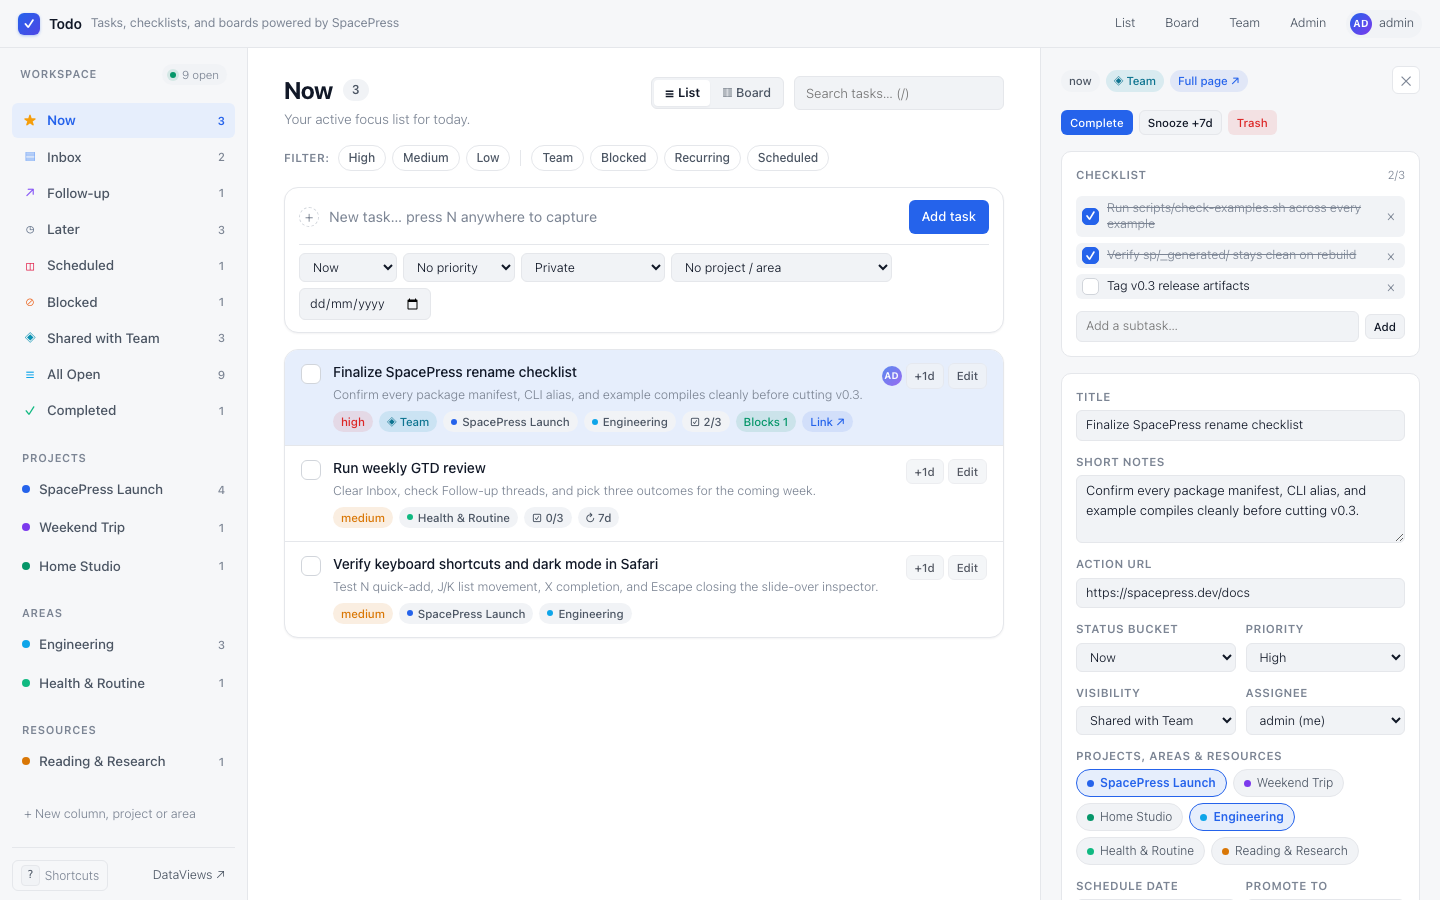 Todo Tasks, checklists, and boards powered by SpacePress
List Board Team Admin AD admin
WORKSPACE 9 open
Now 3
Inbox 2
Follow-up 1
Later 3
Scheduled 1
Blocked 1
Shared with Team 3
All Open 9
Completed 1
PROJECTS
SpacePress Launch 4
Weekend Trip 1
Home Studio 1
AREAS
Engineering 3
Health & Routine 1
RESOURCES
Reading & Research 1
+ New column, project or area
? Shortcuts DataViews ↗
Now 3
List Board Search tasks... (/)
Your active focus list for today.
FILTER: High Medium Low Team Blocked Recurring Scheduled
+ New task... press N anywhere to capture Add task
Now No priority Private No project / area
dd/mm/yyyy
Finalize SpacePress rename checklist AD +1d Edit
Confirm every package manifest, CLI alias, and example compiles cleanly before cutting v0.3.
high Team SpacePress Launch Engineering 2/3 Blocks 1 Link ↗
Run weekly GTD review +1d Edit
Clear Inbox, check Follow-up threads, and pick three outcomes for the coming week.
medium Health & Routine 0/3 7d
Verify keyboard shortcuts and dark mode in Safari +1d Edit
Test N quick-add, J/K list movement, X completion, and Escape closing the slide-over inspector.
medium SpacePress Launch Engineering
now Team Full page ↗
Complete Snooze +7d Trash
CHECKLIST 2/3
Run scripts/check-examples.sh across every
example
Verify sp/_generated/ stays clean on rebuild
Tag v0.3 release artifacts
Add a subtask... Add
TITLE
Finalize SpacePress rename checklist
SHORT NOTES
Confirm every package manifest, CLI alias, and
example compiles cleanly before cutting v0.3.
ACTION URL
https://spacepress.dev/docs
STATUS BUCKET PRIORITY
Now High
VISIBILITY ASSIGNEE
Shared with Team admin (me)
PROJECTS, AREAS & RESOURCES
SpacePress Launch Weekend Trip
Home Studio Engineering
Health & Routine Reading & Research
SCHEDULE DATE PROMOTE TO